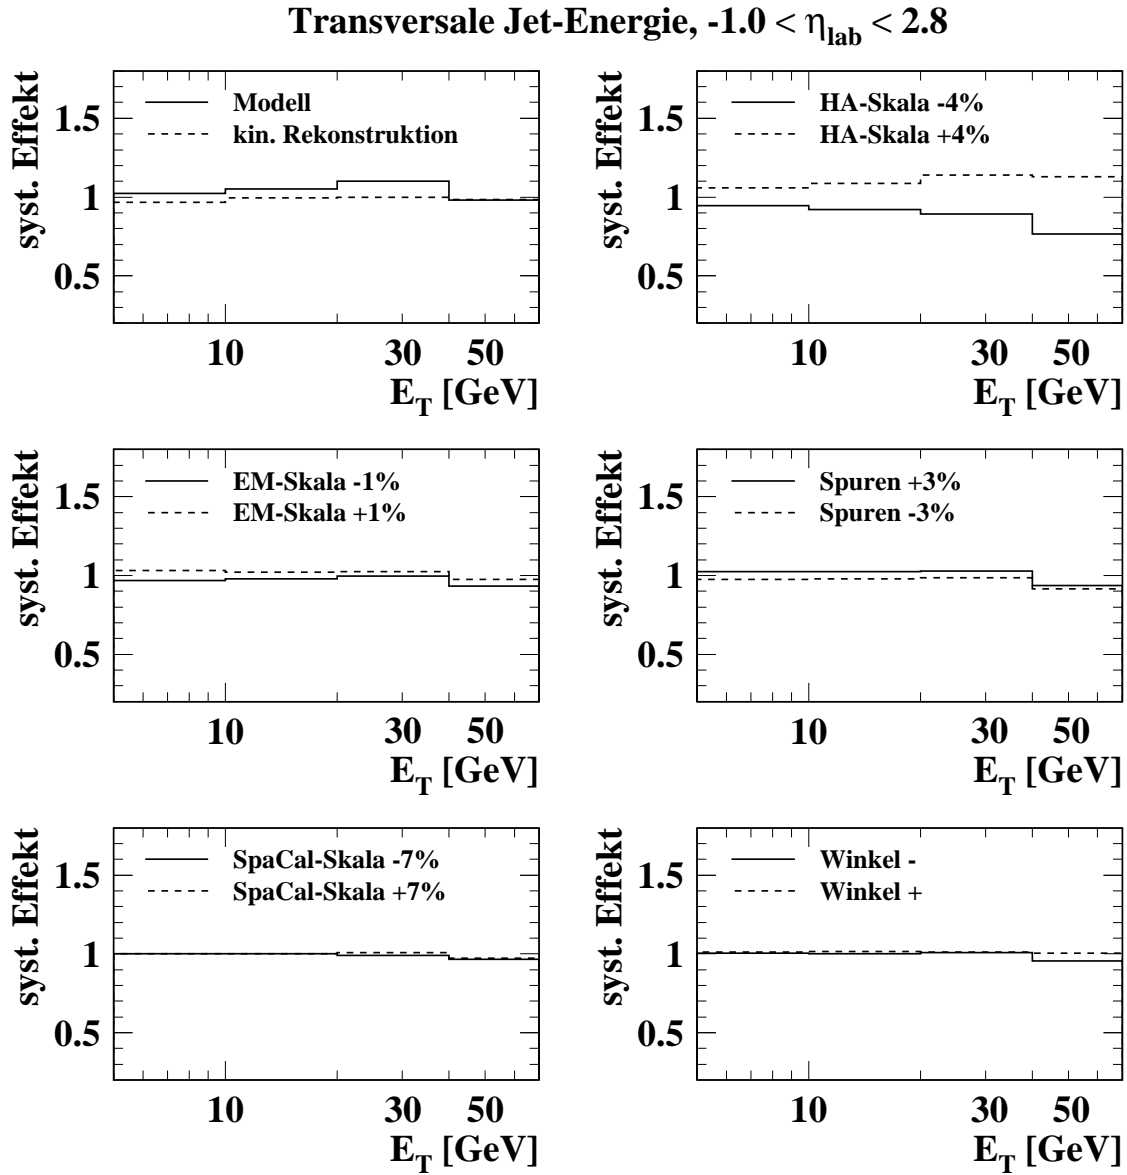 Transversale Jet-Energie, -1.0 < η_lab < 2.8
syst. Effekt
1.5
1
0.5
Modell
kin. Rekonstruktion
10 30 50
E_T [GeV]
syst. Effekt
1.5
1
0.5
HA-Skala -4%
HA-Skala +4%
10 30 50
E_T [GeV]
syst. Effekt
1.5
1
0.5
EM-Skala -1%
EM-Skala +1%
10 30 50
E_T [GeV]
syst. Effekt
1.5
1
0.5
Spuren +3%
Spuren -3%
10 30 50
E_T [GeV]
syst. Effekt
1.5
1
0.5
SpaCal-Skala -7%
SpaCal-Skala +7%
10 30 50
E_T [GeV]
syst. Effekt
1.5
1
0.5
Winkel -
Winkel +
10 30 50
E_T [GeV]